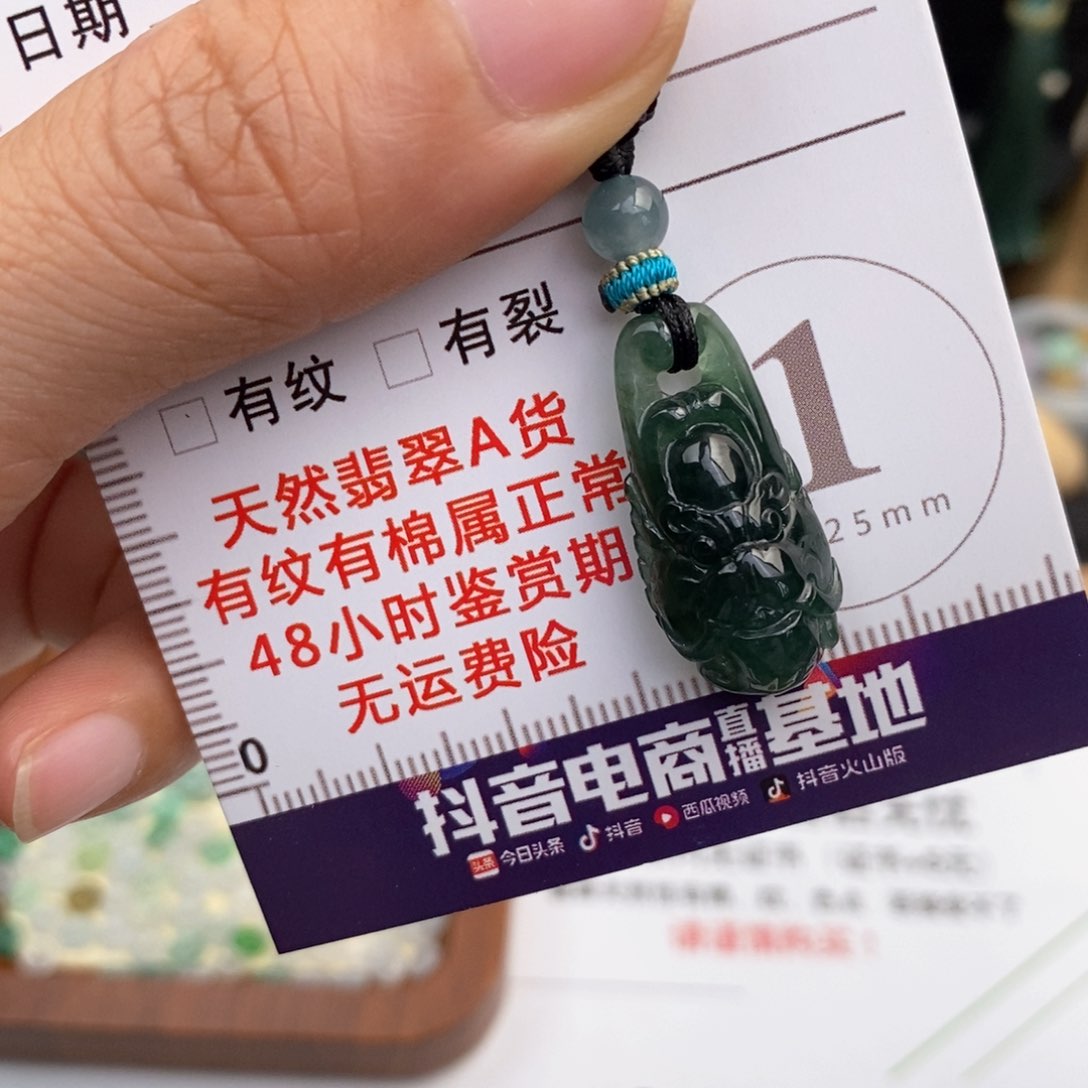 日期
□有纹 □有裂
天然翡翠A货
有纹有棉属正常
48小时鉴赏期
无运费险
1
25mm
0
抖音电商直播基地
头条 今日头条 抖音 西瓜视频 抖音火山版